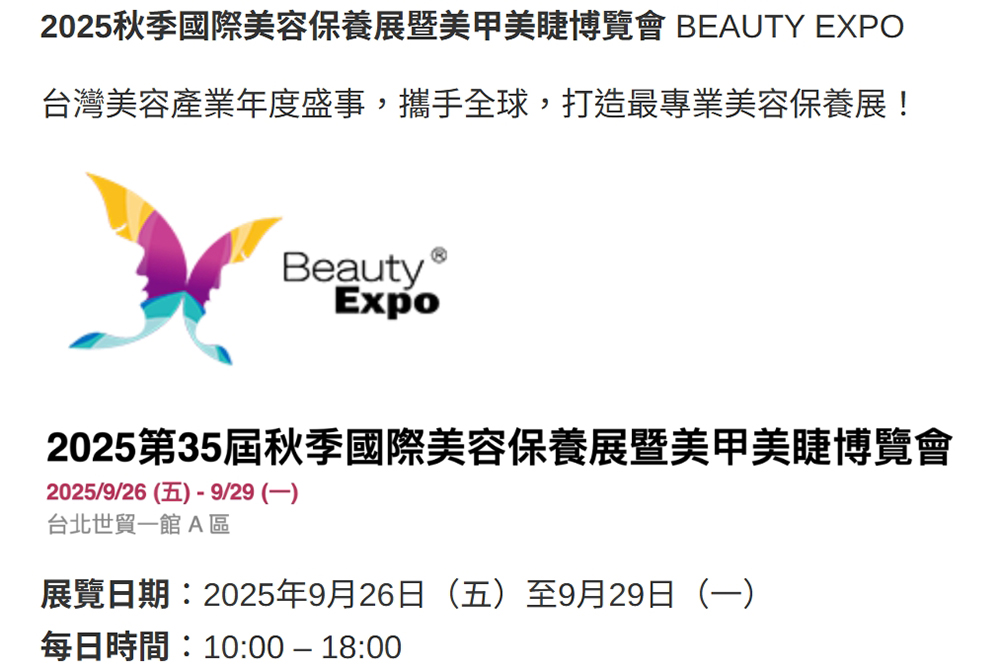 2025秋季國際美容保養展暨美甲美睫博覽會 BEAUTY EXPO
台灣美容產業年度盛事，攜手全球，打造最專業美容保養展！
Beauty®
Expo
2025第35屆秋季國際美容保養展暨美甲美睫博覽會
2025/9/26 (五) - 9/29 (一)
台北世貿一館 A 區
展覽日期：2025年9月26日（五）至9月29日（一）
每日時間：10:00 – 18:00